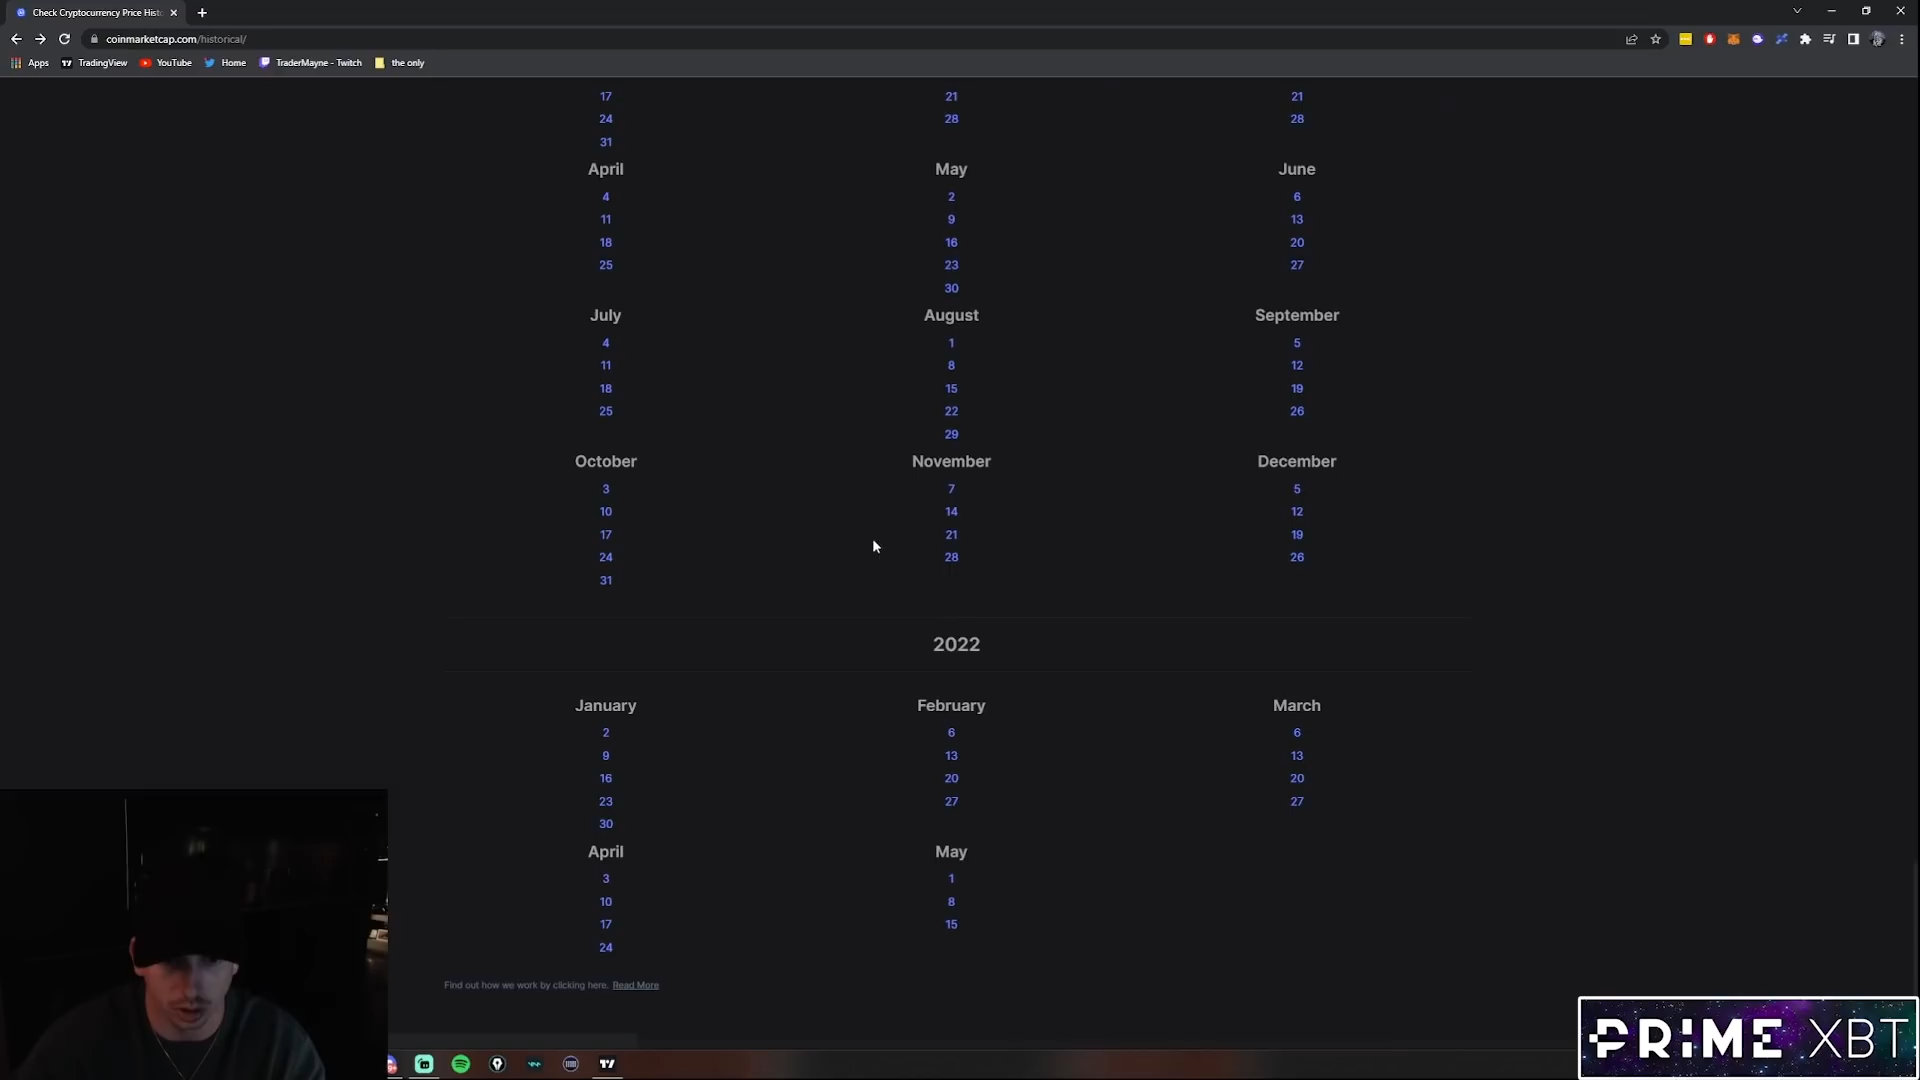 Check Cryptocurrency Price Hist
coinmarketcap.com/historical/
Apps TradingView YouTube Home TraderMayne - Twitch the only
17 21 21
24 28 28
31
April May June
4 2 6
11 9 13
18 16 20
25 23 27
30
July August September
4 1 5
11 8 12
18 15 19
25 22 26
29
October November December
3 7 5
10 14 12
17 21 19
24 28 26
31
2022
January February March
2 6 6
9 13 13
16 20 20
23 27 27
30
April May
3 1
10 8
17 15
24
Find out how we work by clicking here. Read More
PRIME XBT